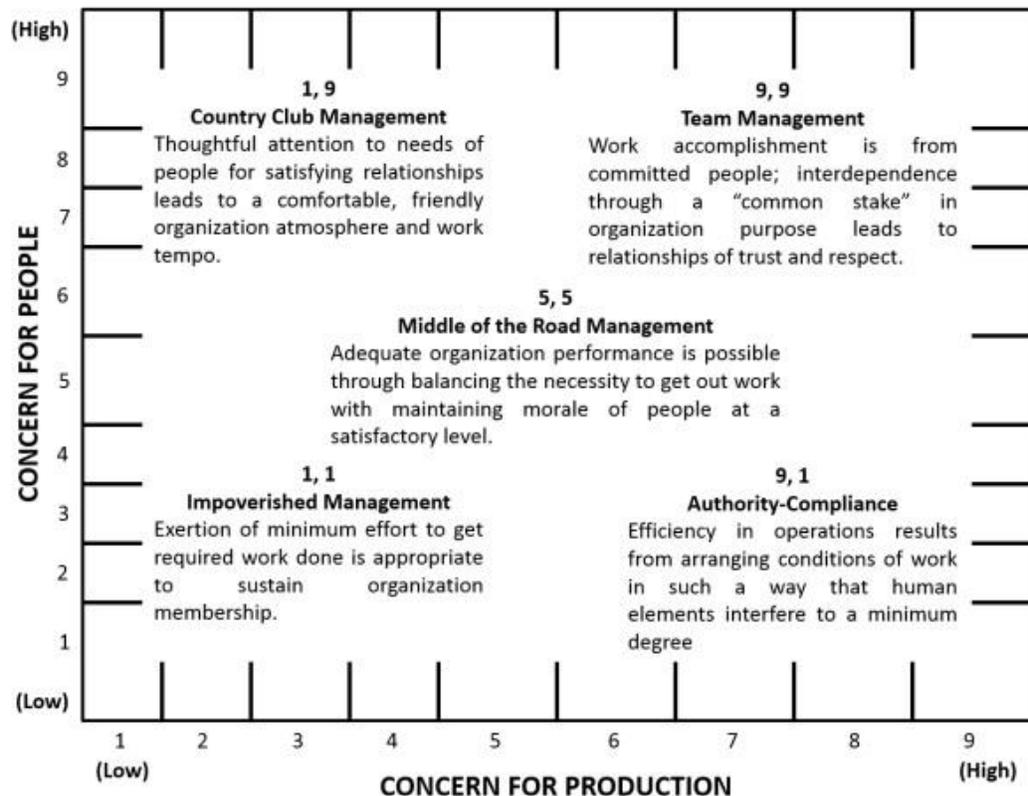 (High)
9
8
7
6
5
4
3
2
1
(Low)
CONCERN FOR PEOPLE
1, 9
Country Club Management
Thoughtful attention to needs of
people for satisfying relationships
leads to a comfortable, friendly
organization atmosphere and work
tempo.
9, 9
Team Management
Work accomplishment is from
committed people; interdependence
through a “common stake” in
organization purpose leads to
relationships of trust and respect.
5, 5
Middle of the Road Management
Adequate organization performance is possible
through balancing the necessity to get out work
with maintaining morale of people at a
satisfactory level.
1, 1
Impoverished Management
Exertion of minimum effort to get
required work done is appropriate
to sustain organization
membership.
9, 1
Authority-Compliance
Efficiency in operations results
from arranging conditions of work
in such a way that human
elements interfere to a minimum
degree
1 2 3 4 5 6 7 8 9
(Low) (High)
CONCERN FOR PRODUCTION